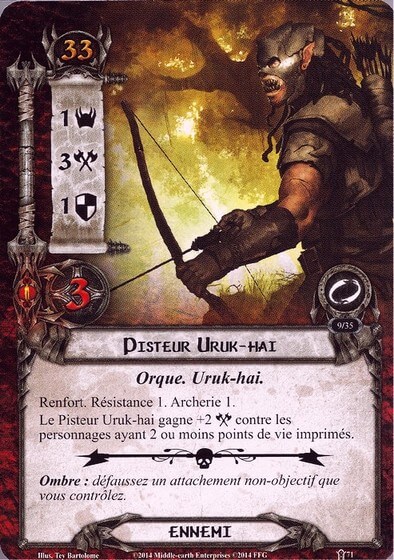 33
1
3
1
3
9/35
Pisteur Uruk-hai
Orque. Uruk-hai.
Renfort. Résistance 1. Archerie 1.
Le Pisteur Uruk-hai gagne +2 contre les
personnages ayant 2 ou moins points de vie imprimés.
Ombre : défaussez un attachement non-objectif que
vous contrôlez.
ENNEMI
Illus. Tey Bartolome ©2014 Middle-earth Enterprises ©2014 FFG 71